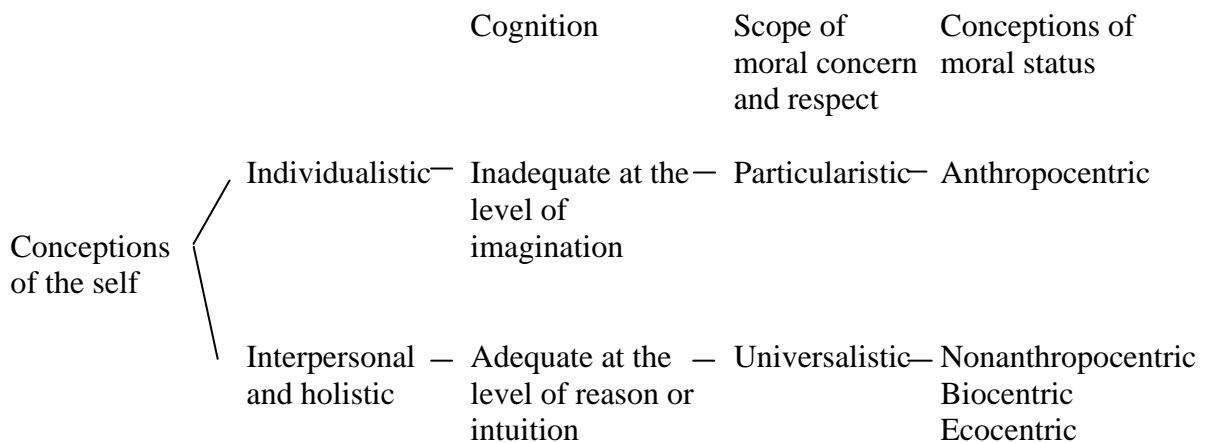 Cognition Scope of Conceptions of
moral concern moral status
and respect
Individualistic Inadequate at the Particularistic Anthropocentric
level of
imagination
Conceptions
of the self
Interpersonal Adequate at the Universalistic Nonanthropocentric
and holistic level of reason or Biocentric
intuition Ecocentric